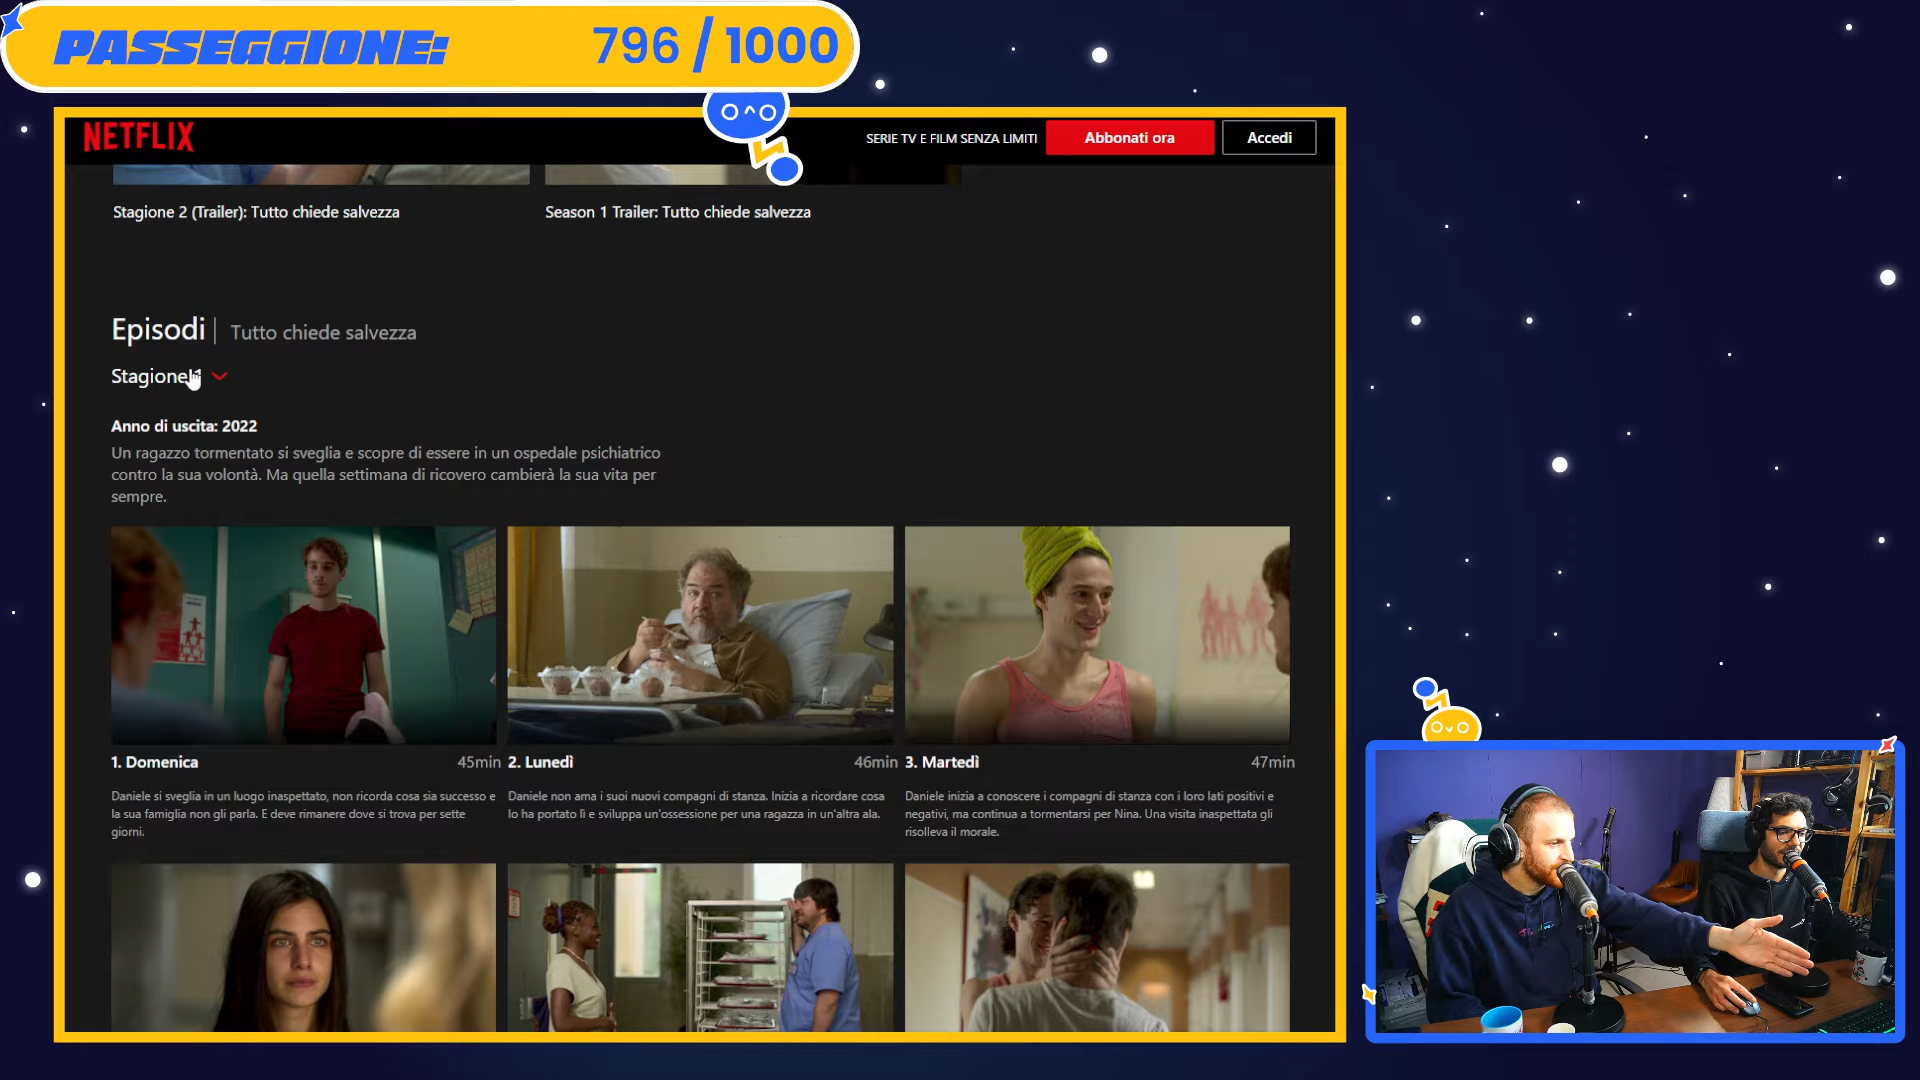 PASSEGGIONE: 796 / 1000
NETFLIX
SERIE TV E FILM SENZA LIMITI
Abbonati ora
Accedi
Stagione 2 (Trailer): Tutto chiede salvezza
Season 1 Trailer: Tutto chiede salvezza
Episodi | Tutto chiede salvezza
Stagione 1
Anno di uscita: 2022
Un ragazzo tormentato si sveglia e scopre di essere in un ospedale psichiatrico
contro la sua volontà. Ma quella settimana di ricovero cambierà la sua vita per
sempre.
1. Domenica 45min
Daniele si sveglia in un luogo inaspettato, non ricorda cosa sia successo e
la sua famiglia non gli parla. E deve rimanere dove si trova per sette
giorni.
2. Lunedì 46min
Daniele non ama i suoi nuovi compagni di stanza. Inizia a ricordare cosa
lo ha portato lì e sviluppa un'ossessione per una ragazza in un'altra ala.
3. Martedì 47min
Daniele inizia a conoscere i compagni di stanza con i loro lati positivi e
negativi, ma continua a tormentarsi per Nina. Una visita inaspettata gli
risolleva il morale.